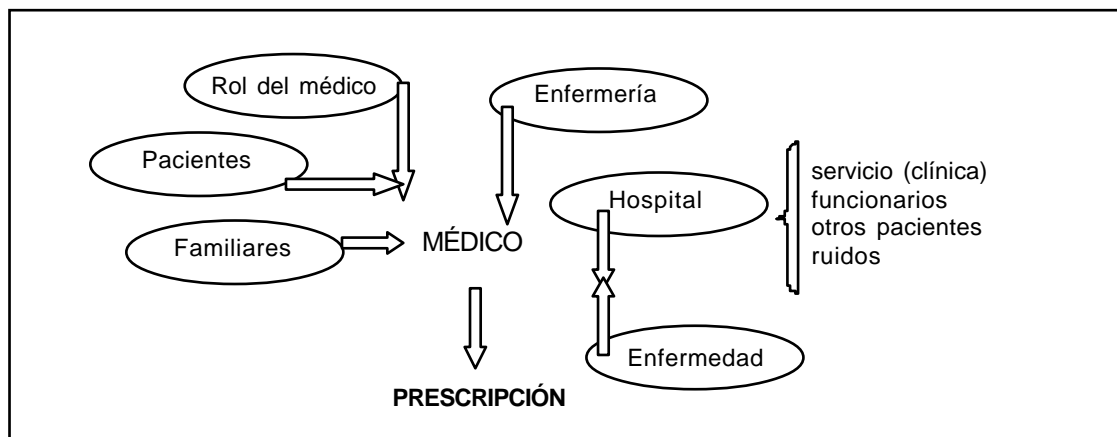 Rol del médico
Enfermería
Pacientes
Hospital
servicio (clínica)
funcionarios
otros pacientes
ruidos
Familiares
MÉDICO
Enfermedad
PRESCRIPCIÓN